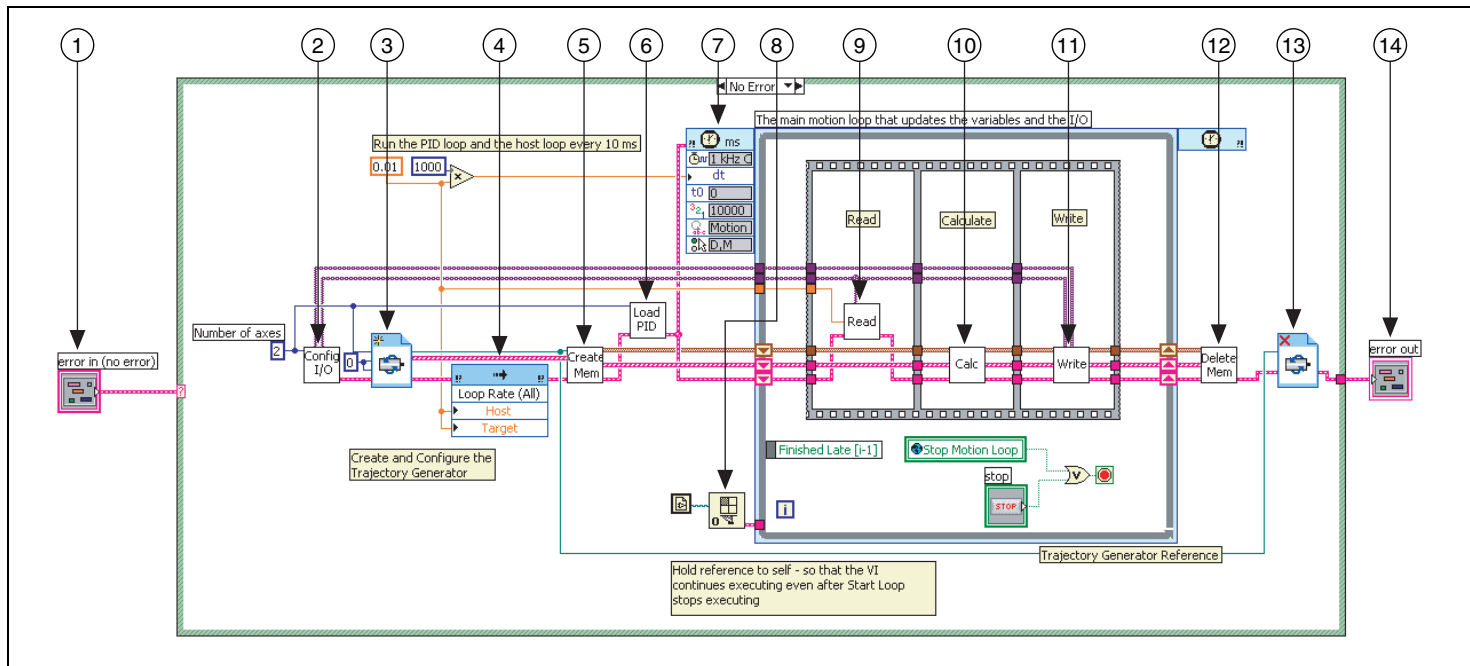 1
2
3
4
5
6
7
8
9
10
11
12
13
14
No Error
The main motion loop that updates the variables and the I/O
Run the PID loop and the host loop every 10 ms
0.01
1000
ms
1 kHz C
dt
t0 0
10000
Motion
D,M
Read
Calculate
Write
Number of axes
2
error in (no error)
Config
I/O
0
Load
PID
Create
Mem
Read
Calc
Write
Delete
Mem
error out
Loop Rate (All)
Host
Target
Create and Configure the
Trajectory Generator
Finished Late [i-1]
Stop Motion Loop
stop
STOP
i
Trajectory Generator Reference
Hold reference to self - so that the VI
continues executing even after Start Loop
stops executing